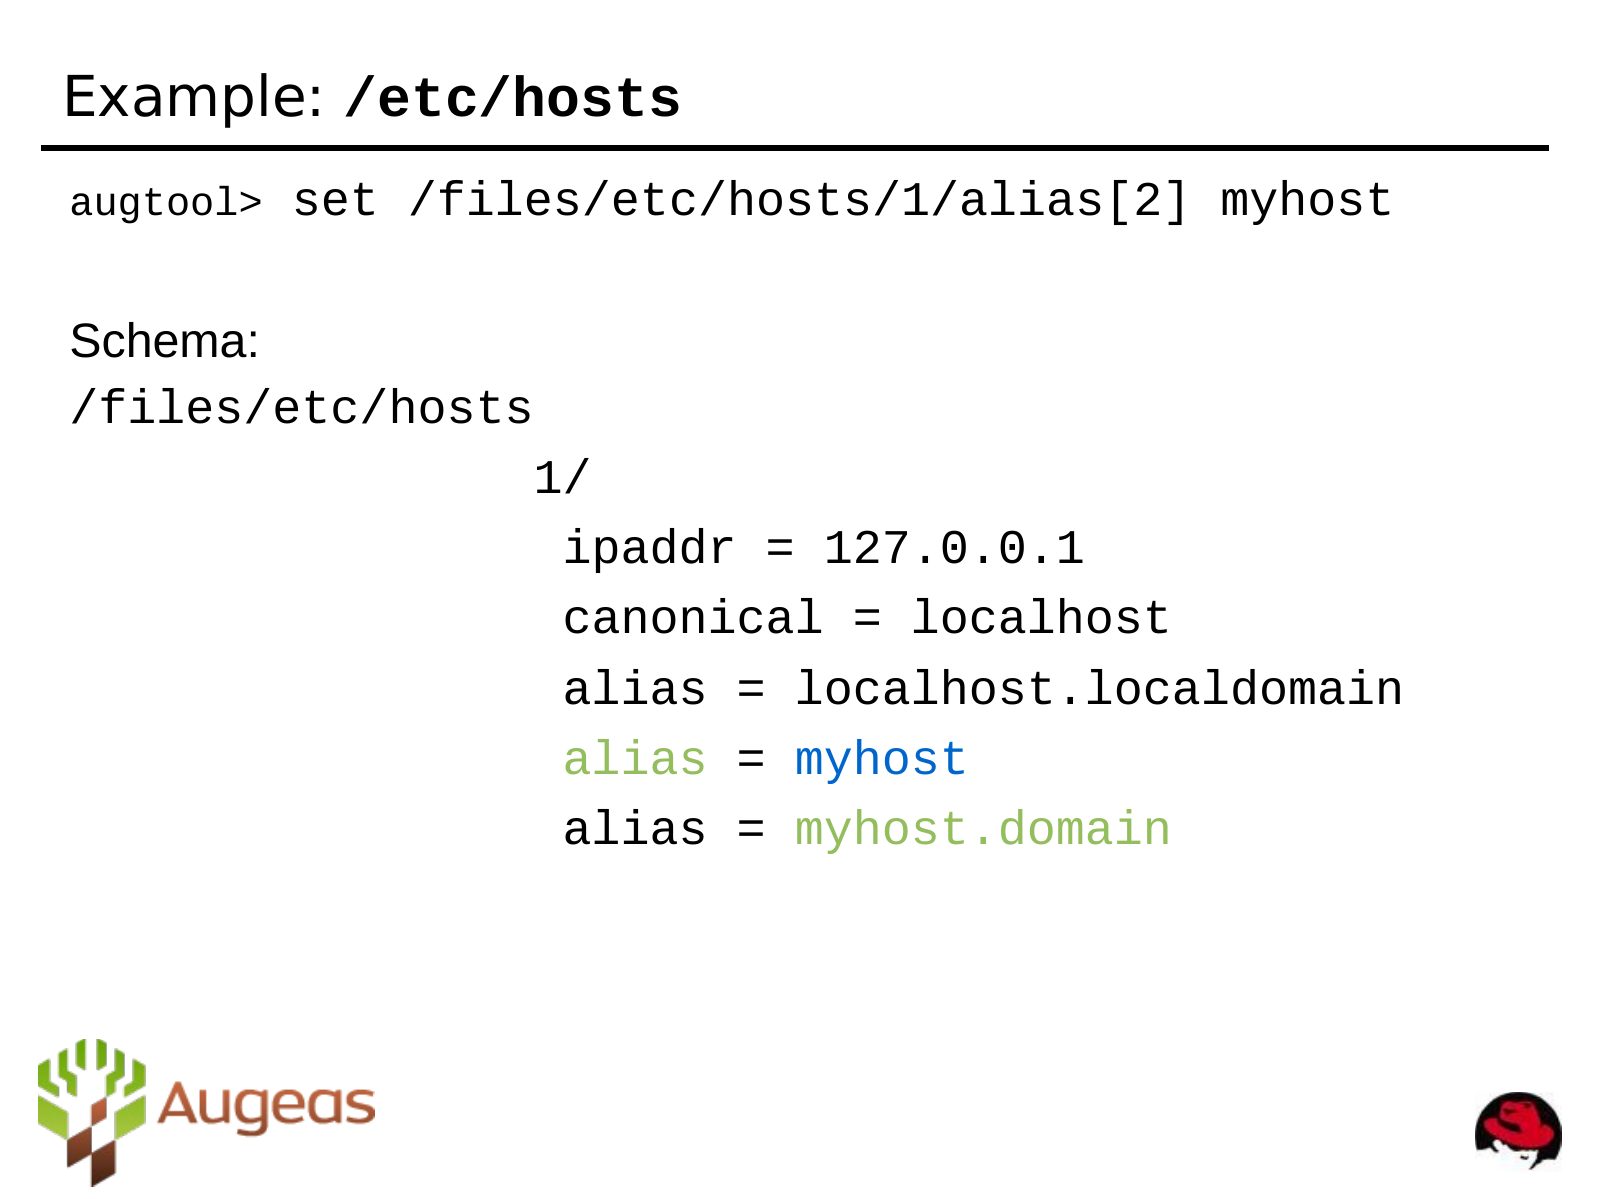 Example: /etc/hosts
augtool> set /files/etc/hosts/1/alias[2] myhost
Schema:
/files/etc/hosts
1/
ipaddr = 127.0.0.1
canonical = localhost
alias = localhost.localdomain
alias = myhost
alias = myhost.domain
Augeas